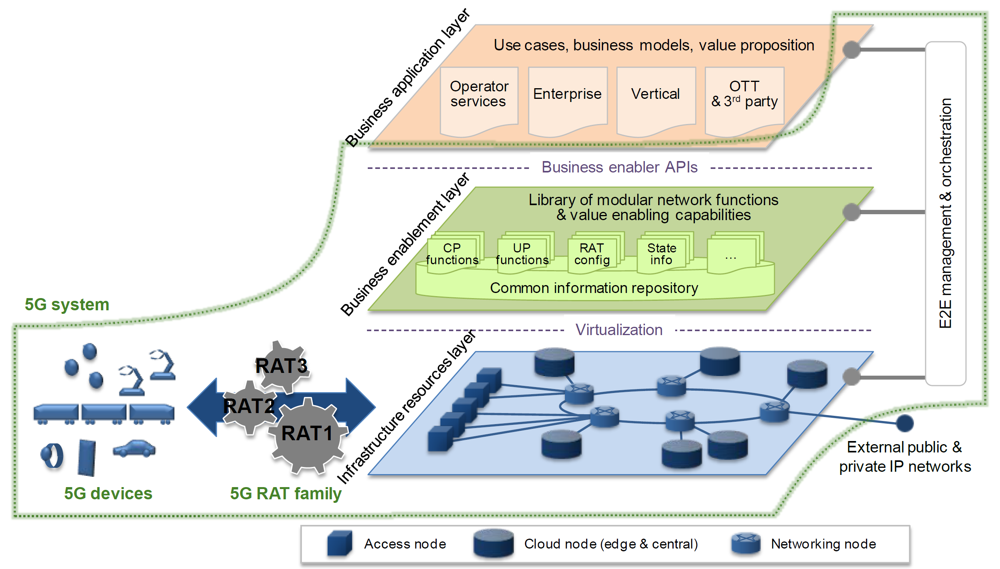 Business application layer
Use cases, business models, value proposition
Operator
services
Enterprise
Vertical
OTT
& 3rd party
Business enabler APIs
Business enablement layer
Library of modular network functions
& value enabling capabilities
CP
functions
UP
functions
RAT
config
State
info
...
Common information repository
E2E management & orchestration
Virtualization
5G system
Infrastructure resources layer
RAT3
RAT2
RAT1
5G devices
5G RAT family
External public &
private IP networks
Access node
Cloud node (edge & central)
Networking node